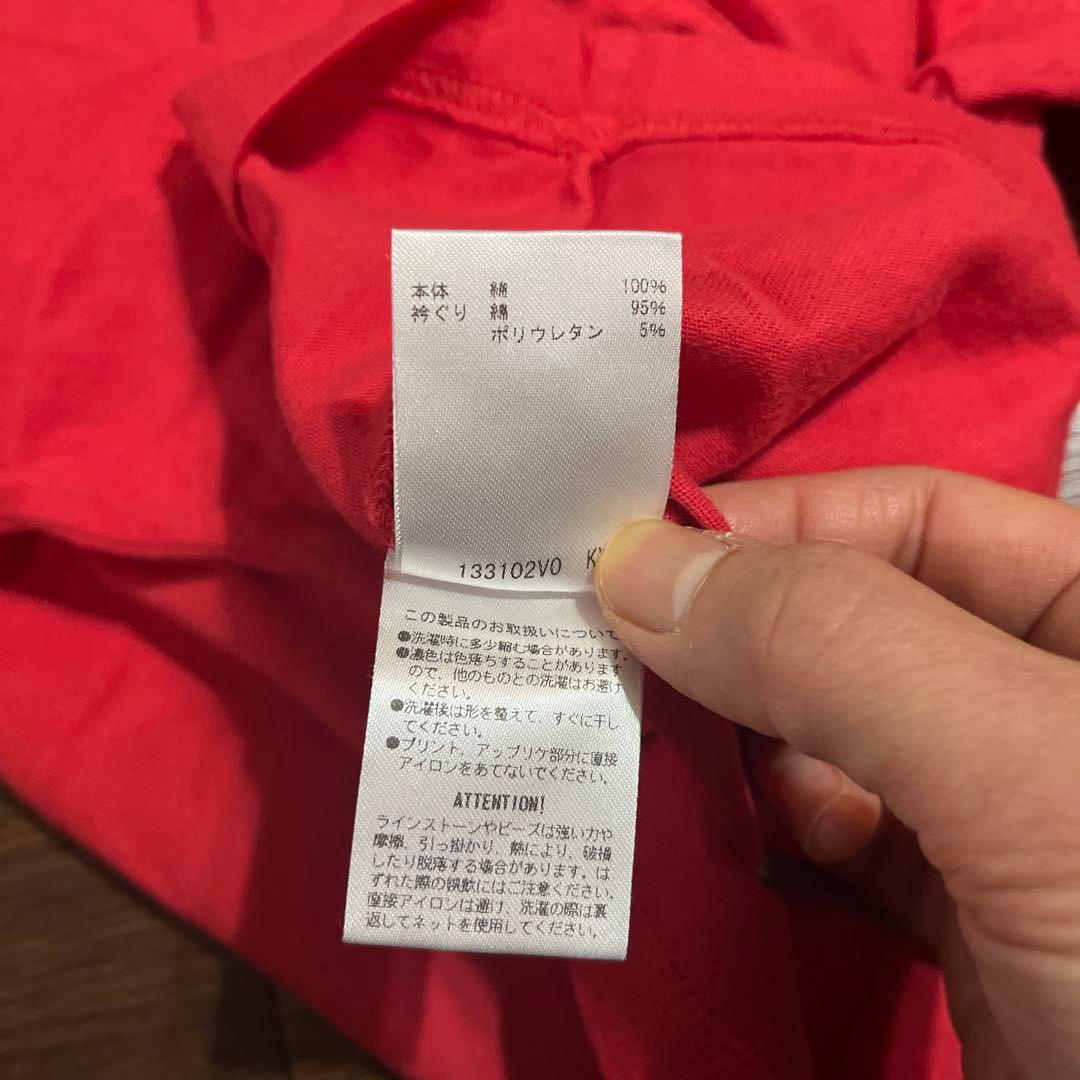 本体 綿 100%
衿ぐり 綿 95%
ポリウレタン 5%
133102V0
この製品のお取扱いについて
●洗濯時に多少縮む場合があります。
●濃色は色落ちすることがあります
ので、他のものとの洗濯はお避け
ください。
●洗濯後は形を整えて、すぐに干し
てください。
●プリント、アップリケ部分に直接
アイロンをあてないでください。
ATTENTION!
ラインストーンやビーズは強い力や
摩擦、引っ掛かり、熱により、破損
したり脱落する場合があります。は
ずれた際の誤飲にはご注意ください。
直接アイロンは避け、洗濯の際は裏
返してネットを使用してください。